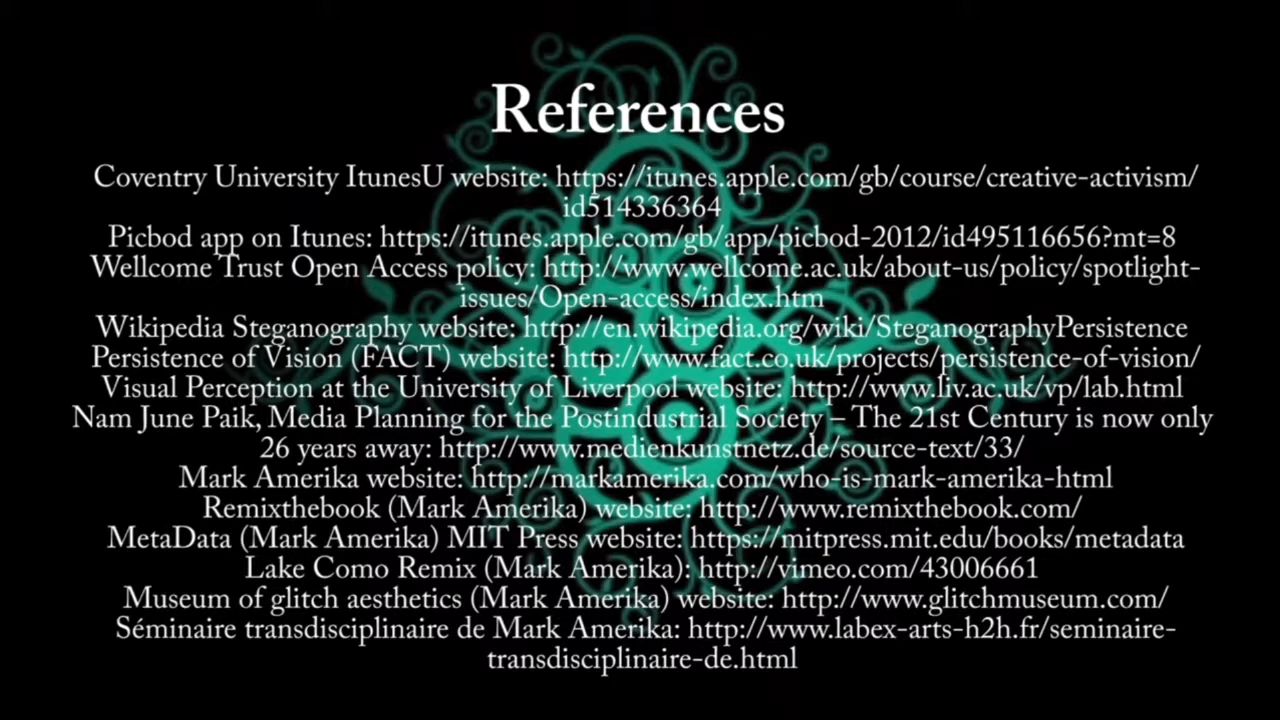 References
Coventry University ItunesU website: https://itunes.apple.com/gb/course/creative-activism/
id514336364
Picbod app on Itunes: https://itunes.apple.com/gb/app/picbod-2012/id495116656?mt=8
Wellcome Trust Open Access policy: http://www.wellcome.ac.uk/about-us/policy/spotlight-
issues/Open-access/index.htm
Wikipedia Steganography website: http://en.wikipedia.org/wiki/SteganographyPersistence
Persistence of Vision (FACT) website: http://www.fact.co.uk/projects/persistence-of-vision/
Visual Perception at the University of Liverpool website: http://www.liv.ac.uk/vp/lab.html
Nam June Paik, Media Planning for the Postindustrial Society – The 21st Century is now only
26 years away: http://www.medienkunstnetz.de/source-text/33/
Mark Amerika website: http://markamerika.com/who-is-mark-amerika-html
Remixthebook (Mark Amerika) website: http://www.remixthebook.com/
MetaData (Mark Amerika) MIT Press website: https://mitpress.mit.edu/books/metadata
Lake Como Remix (Mark Amerika): http://vimeo.com/43006661
Museum of glitch aesthetics (Mark Amerika) website: http://www.glitchmuseum.com/
Séminaire transdisciplinaire de Mark Amerika: http://www.labex-arts-h2h.fr/seminaire-
transdisciplinaire-de.html